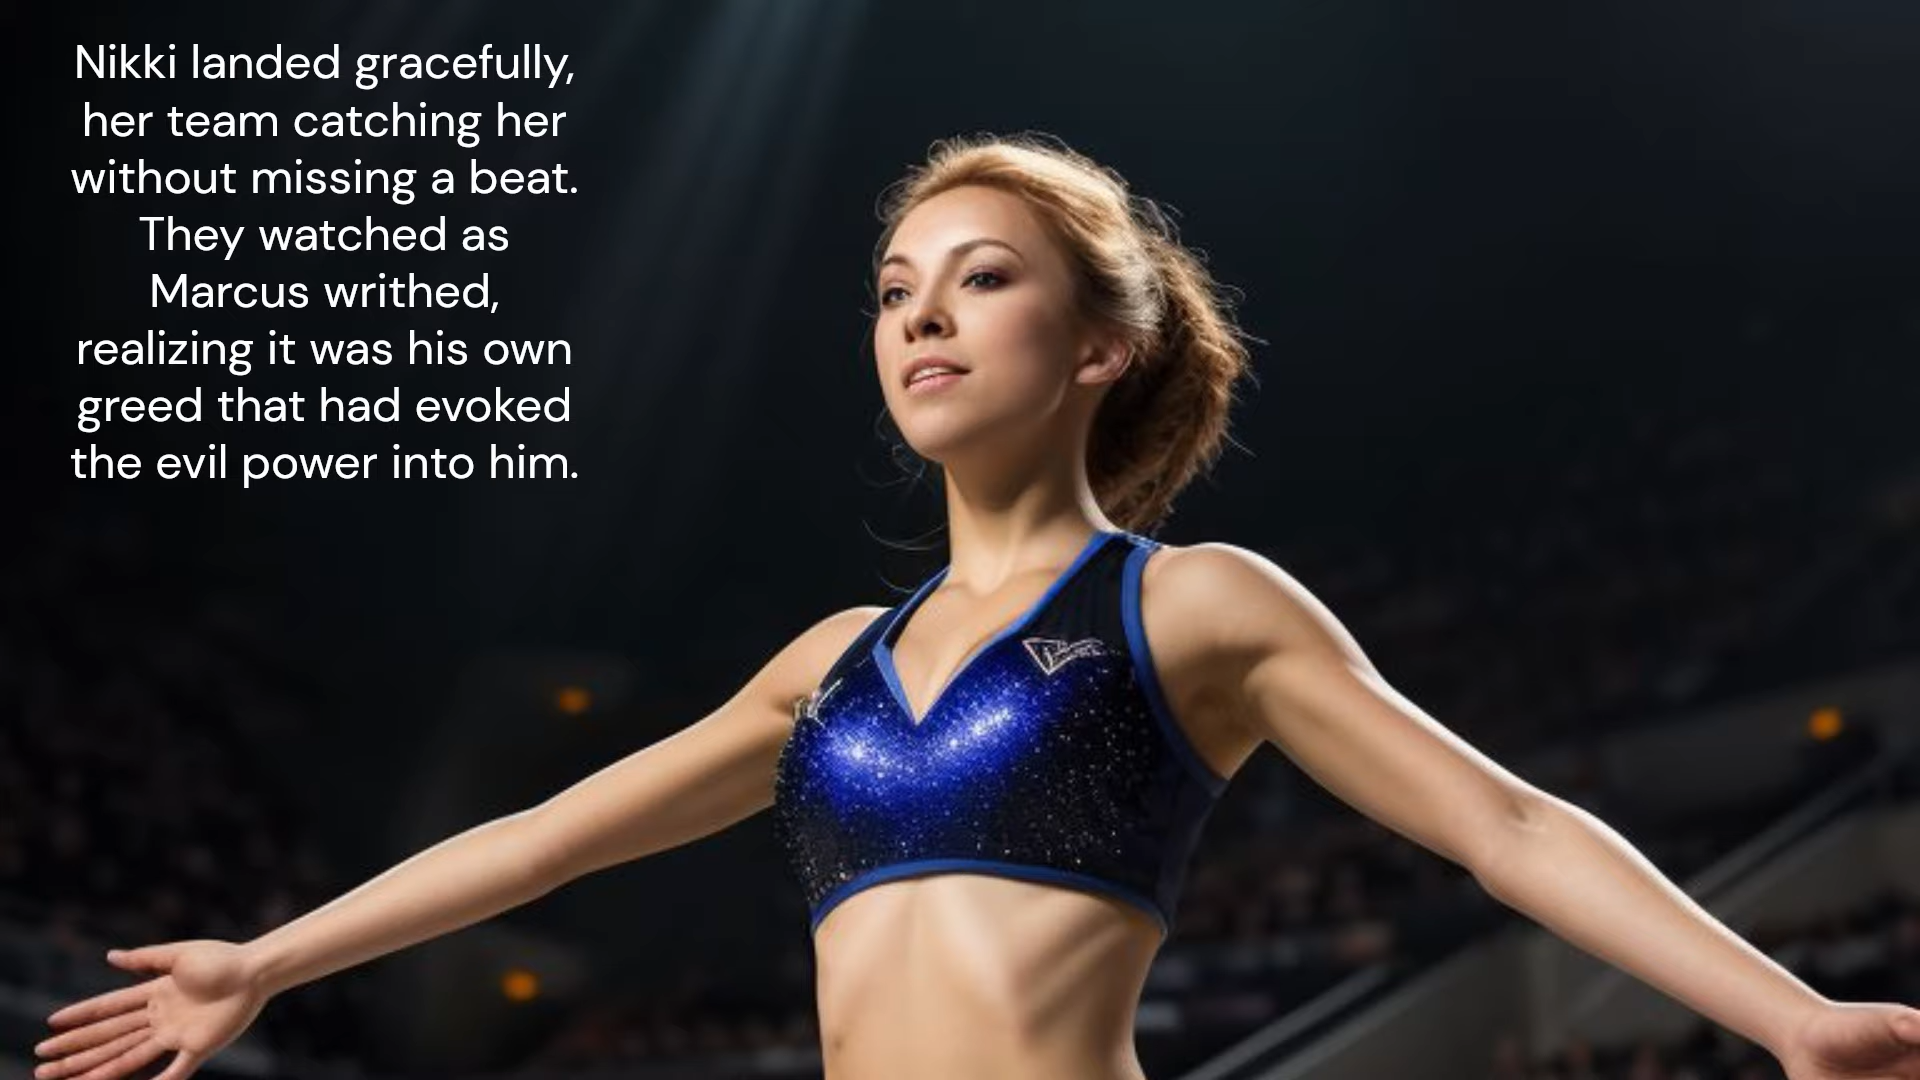 Nikki landed gracefully,
her team catching her
without missing a beat.
They watched as
Marcus writhed,
realizing it was his own
greed that had evoked
the evil power into him.